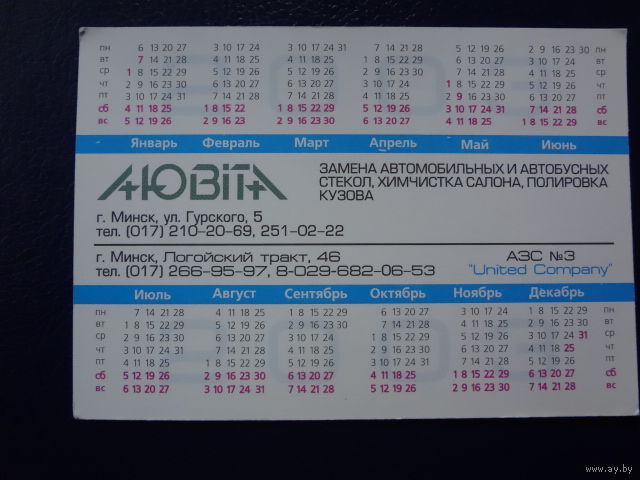 пн 6 13 20 27 3 10 17 24 3 10 17 24 31 7 14 21 28 5 12 19 26 2 9 16 23 30 пн
вт 7 14 21 28 4 11 18 25 4 11 18 25 1 8 15 22 29 6 13 20 27 3 10 17 24 вт
ср 1 8 15 22 29 5 12 19 26 5 12 19 26 2 9 16 23 30 7 14 21 28 4 11 18 25 ср
чт 2 9 16 23 30 6 13 20 27 6 13 20 27 3 10 17 24 1 8 15 22 29 5 12 19 26 чт
пт 3 10 17 24 31 7 14 21 28 7 14 21 28 4 11 18 25 2 9 16 23 30 6 13 20 27 пт
сб 4 11 18 25 1 8 15 22 1 8 15 22 29 5 12 19 26 3 10 17 24 31 7 14 21 28 сб
вс 5 12 19 26 2 9 16 23 2 9 16 23 30 6 13 20 27 4 11 18 25 1 8 15 22 29 вс
Январь Февраль Март Апрель Май Июнь
АЮВIТА
ЗАМЕНА АВТОМОБИЛЬНЫХ И АВТОБУСНЫХ
СТЕКОЛ, ХИМЧИСТКА САЛОНА, ПОЛИРОВКА
КУЗОВА
г. Минск, ул. Гурского, 5
тел. (017) 210-20-69, 251-02-22
г. Минск, Логойский тракт, 46
тел. (017) 266-95-97, 8-029-682-06-53
АЗС №3
"United Company"
Июль Август Сентябрь Октябрь Ноябрь Декабрь
пн 7 14 21 28 4 11 18 25 1 8 15 22 29 6 13 20 27 3 10 17 24 1 8 15 22 29 пн
вт 1 8 15 22 29 5 12 19 26 2 9 16 23 30 7 14 21 28 4 11 18 25 2 9 16 23 30 вт
ср 2 9 16 23 30 6 13 20 27 3 10 17 24 1 8 15 22 29 5 12 19 26 3 10 17 24 31 ср
чт 3 10 17 24 31 7 14 21 28 4 11 18 25 2 9 16 23 30 6 13 20 27 4 11 18 25 чт
пт 4 11 18 25 1 8 15 22 29 5 12 19 26 3 10 17 24 31 7 14 21 28 5 12 19 26 пт
сб 5 12 19 26 2 9 16 23 30 6 13 20 27 4 11 18 25 1 8 15 22 29 6 13 20 27 сб
вс 6 13 20 27 3 10 17 24 31 7 14 21 28 5 12 19 26 2 9 16 23 30 7 14 21 28 вс
www.ay.by